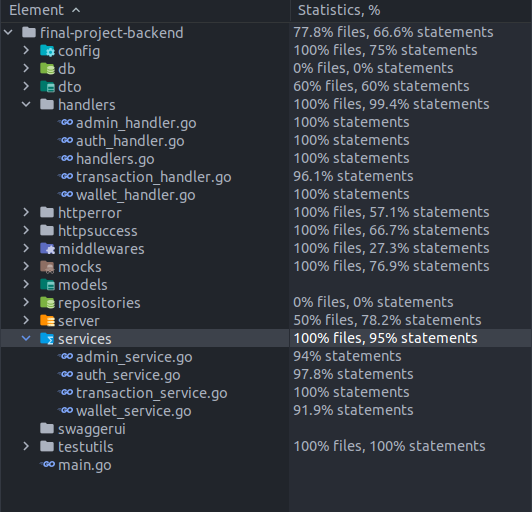 Element Statistics, %
final-project-backend 77.8% files, 66.6% statements
config 100% files, 75% statements
db 0% files, 0% statements
dto 60% files, 60% statements
handlers 100% files, 99.4% statements
admin_handler.go 100% statements
auth_handler.go 100% statements
handlers.go 100% statements
transaction_handler.go 96.1% statements
wallet_handler.go 100% statements
httperror 100% files, 57.1% statements
httpsuccess 100% files, 66.7% statements
middlewares 100% files, 27.3% statements
mocks 100% files, 76.9% statements
models
repositories 0% files, 0% statements
server 50% files, 78.2% statements
services 100% files, 95% statements
admin_service.go 94% statements
auth_service.go 97.8% statements
transaction_service.go 100% statements
wallet_service.go 91.9% statements
swaggerui
testutils 100% files, 100% statements
main.go